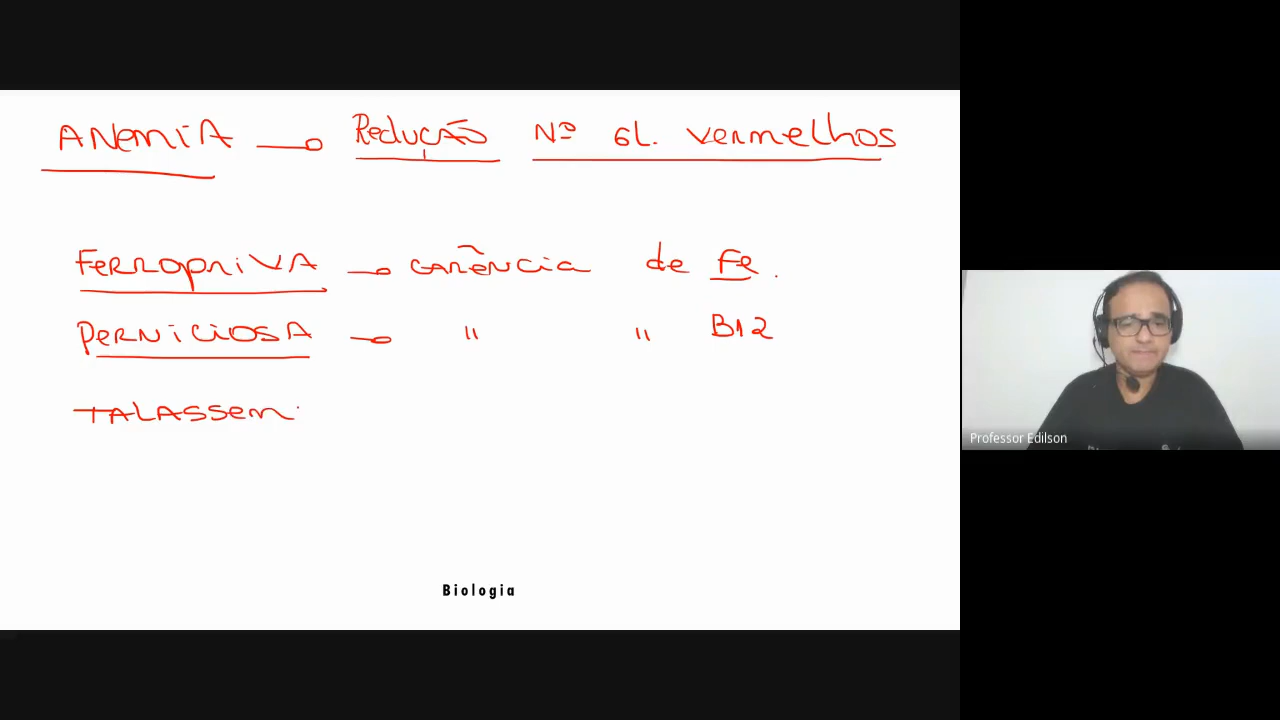 ANEMIA → Redução Nº Gl. vermelhos
FERROPRIVA → carência de Fe.
PERNICIOSA → " " B12
TALASSEM
Biologia
Professor Edilson